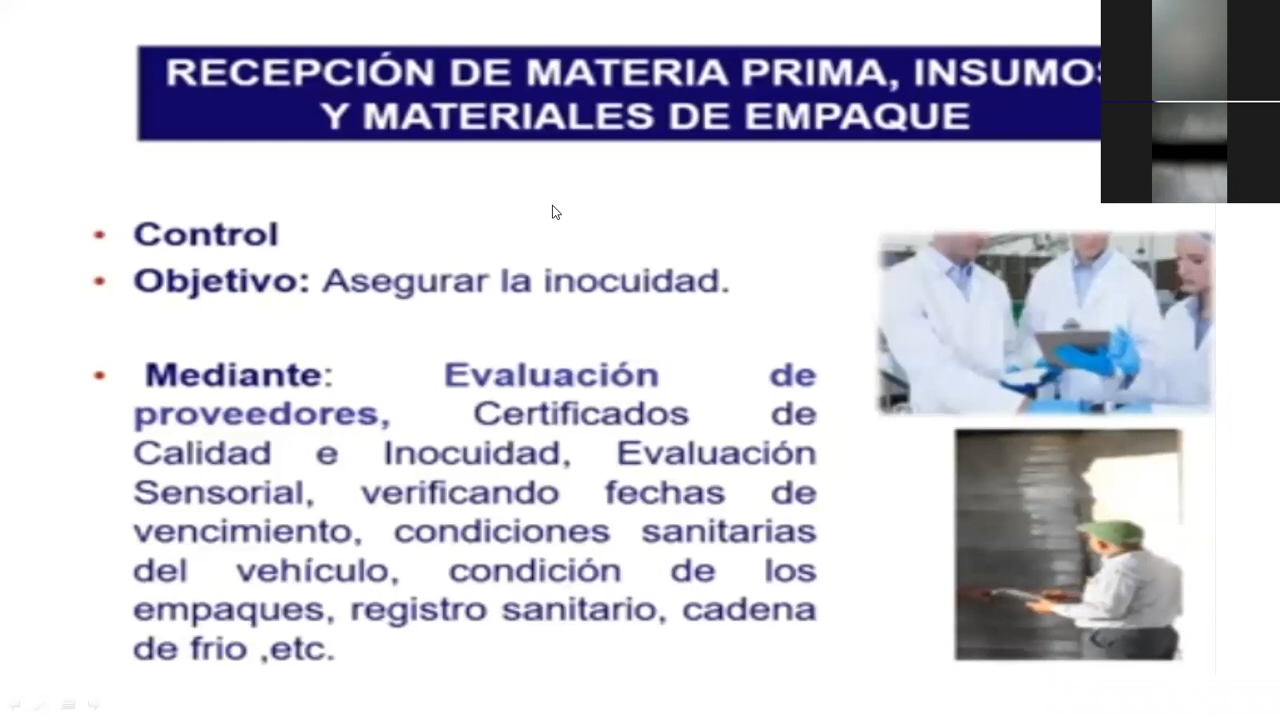 RECEPCIÓN DE MATERIA PRIMA, INSUMOS
Y MATERIALES DE EMPAQUE
• Control
• Objetivo: Asegurar la inocuidad.
• Mediante: Evaluación de
proveedores, Certificados de
Calidad e Inocuidad, Evaluación
Sensorial, verificando fechas de
vencimiento, condiciones sanitarias
del vehículo, condición de los
empaques, registro sanitario, cadena
de frio ,etc.